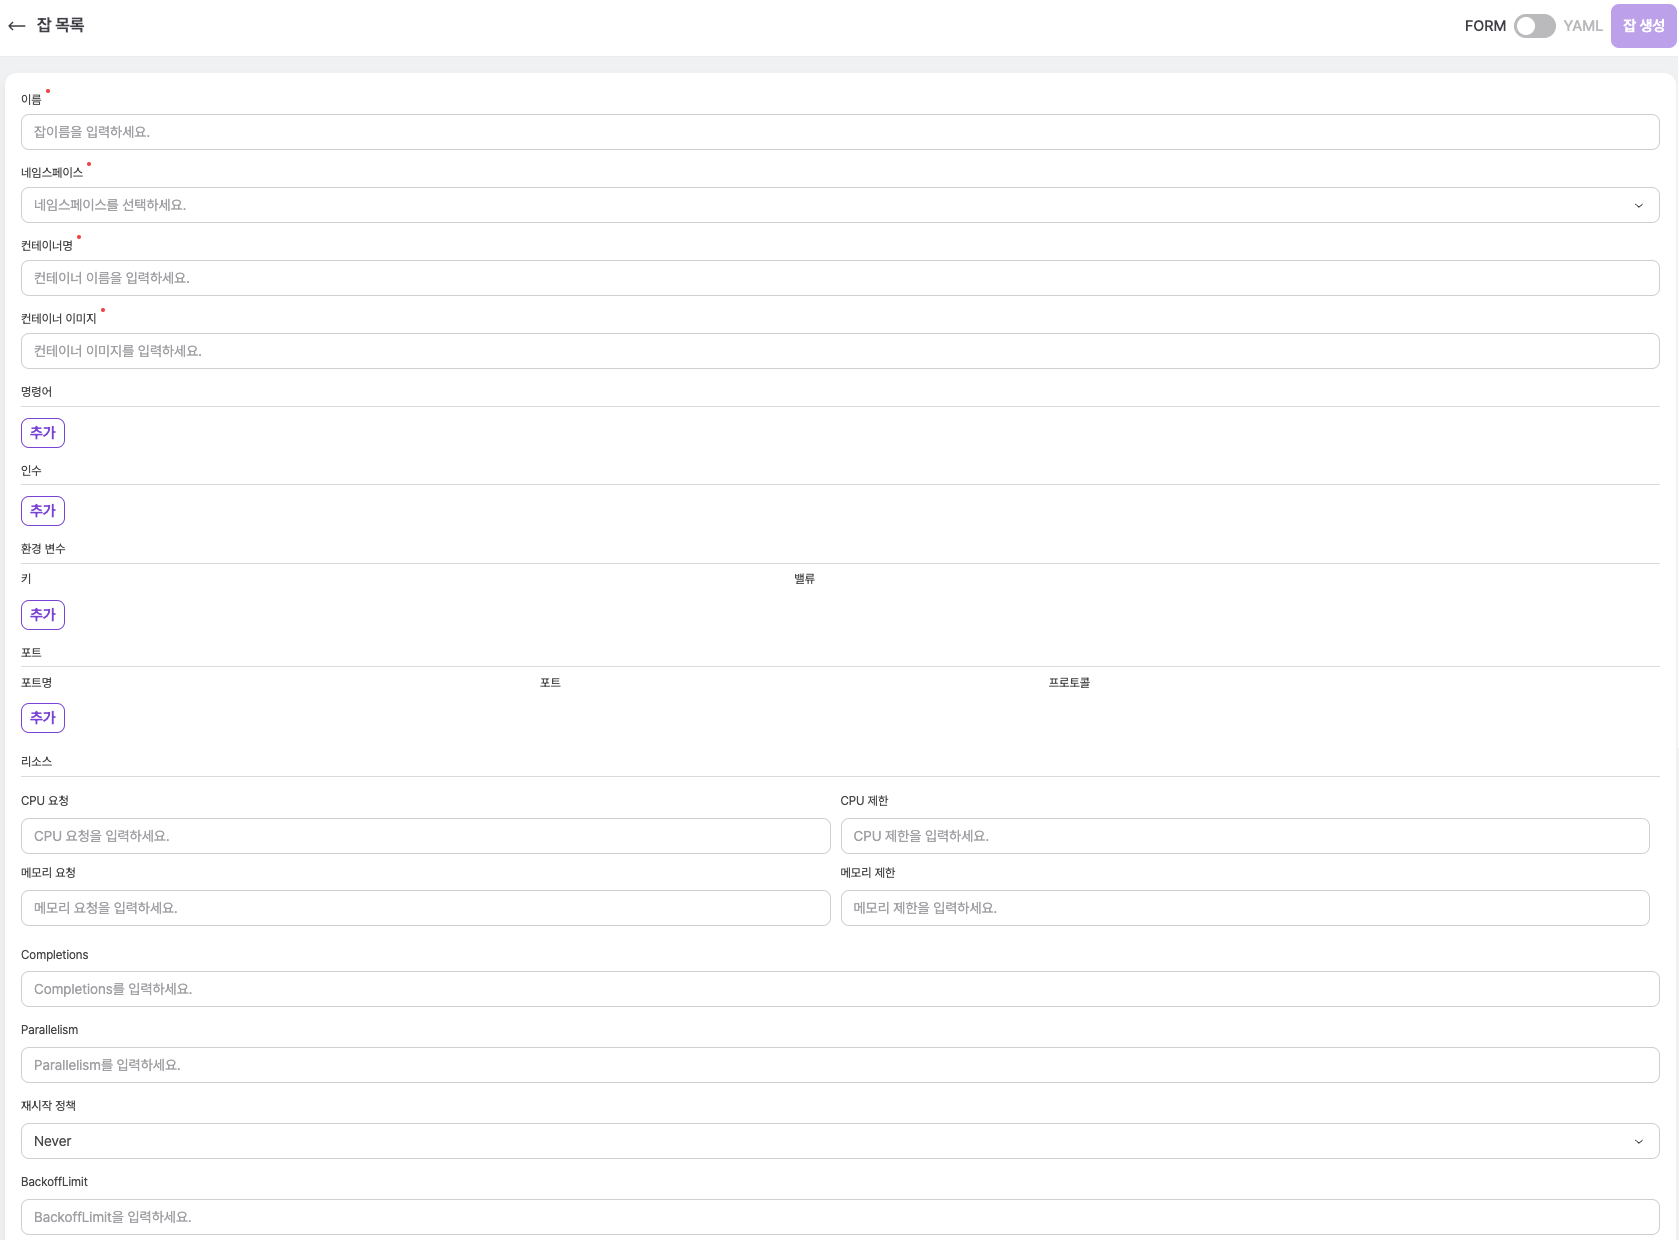 잡 목록
FORM YAML 잡 생성
이름
잡이름을 입력하세요.
네임스페이스
네임스페이스를 선택하세요.
컨테이너명
컨테이너 이름을 입력하세요.
컨테이너 이미지
컨테이너 이미지를 입력하세요.
명령어
추가
인수
추가
환경 변수
키 밸류
추가
포트
포트명 포트 프로토콜
추가
리소스
CPU 요청 CPU 제한
CPU 요청을 입력하세요. CPU 제한을 입력하세요.
메모리 요청 메모리 제한
메모리 요청을 입력하세요. 메모리 제한을 입력하세요.
Completions
Completions를 입력하세요.
Parallelism
Parallelism를 입력하세요.
재시작 정책
Never
BackoffLimit
BackoffLimit을 입력하세요.